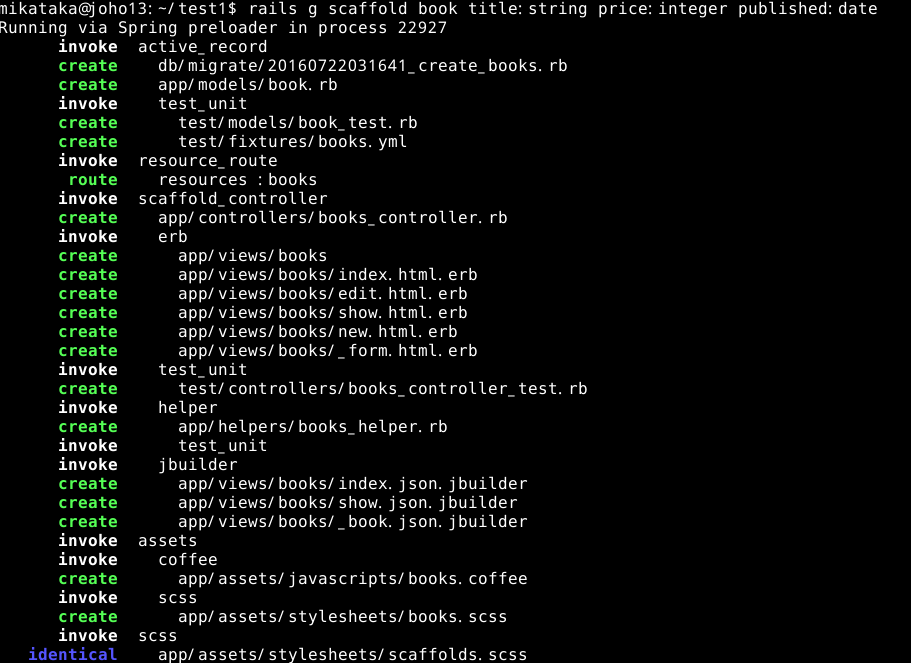 mikataka@joho13:~/test1$ rails g scaffold book title:string price:integer published:date
Running via Spring preloader in process 22927
      invoke  active_record
      create    db/migrate/20160722031641_create_books.rb
      create    app/models/book.rb
      invoke    test_unit
      create      test/models/book_test.rb
      create      test/fixtures/books.yml
      invoke  resource_route
       route    resources :books
      invoke  scaffold_controller
      create    app/controllers/books_controller.rb
      invoke    erb
      create      app/views/books
      create      app/views/books/index.html.erb
      create      app/views/books/edit.html.erb
      create      app/views/books/show.html.erb
      create      app/views/books/new.html.erb
      create      app/views/books/_form.html.erb
      invoke    test_unit
      create      test/controllers/books_controller_test.rb
      invoke    helper
      create      app/helpers/books_helper.rb
      invoke      test_unit
      invoke    jbuilder
      create      app/views/books/index.json.jbuilder
      create      app/views/books/show.json.jbuilder
      create      app/views/books/_book.json.jbuilder
      invoke  assets
      invoke    coffee
      create      app/assets/javascripts/books.coffee
      invoke    scss
      create      app/assets/stylesheets/books.scss
      invoke  scss
   identical    app/assets/stylesheets/scaffolds.scss